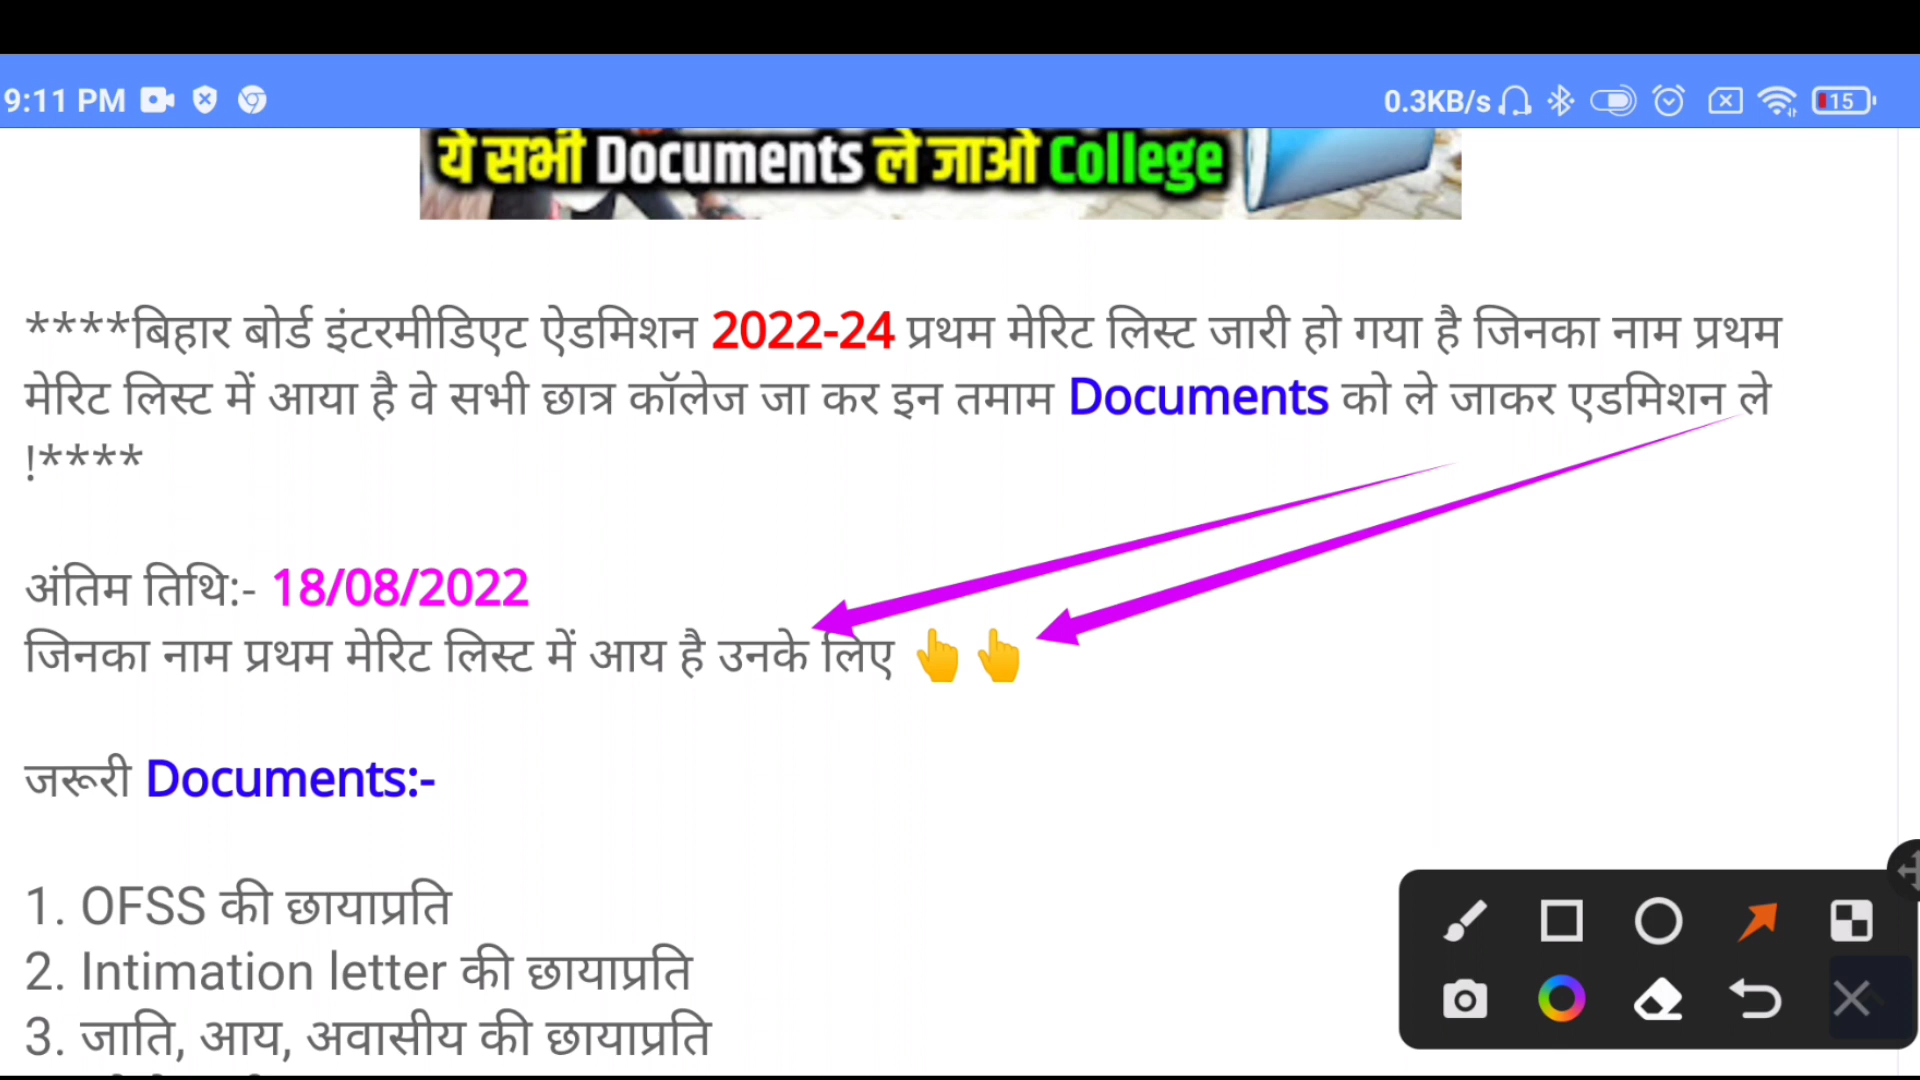 9:11 PM 0.3KB/s 15
ये सभी Documents ले जाओ College
****बिहार बोर्ड इंटरमीडिएट ऐडमिशन 2022-24 प्रथम मेरिट लिस्ट जारी हो गया है जिनका नाम प्रथम
मेरिट लिस्ट में आया है वे सभी छात्र कॉलेज जा कर इन तमाम Documents को ले जाकर एडमिशन ले
!****
अंतिम तिथि:- 18/08/2022
जिनका नाम प्रथम मेरिट लिस्ट में आय है उनके लिए 👆 👆
जरूरी Documents:-
1. OFSS की छायाप्रति
2. Intimation letter की छायाप्रति
3. जाति, आय, अवासीय की छायाप्रति